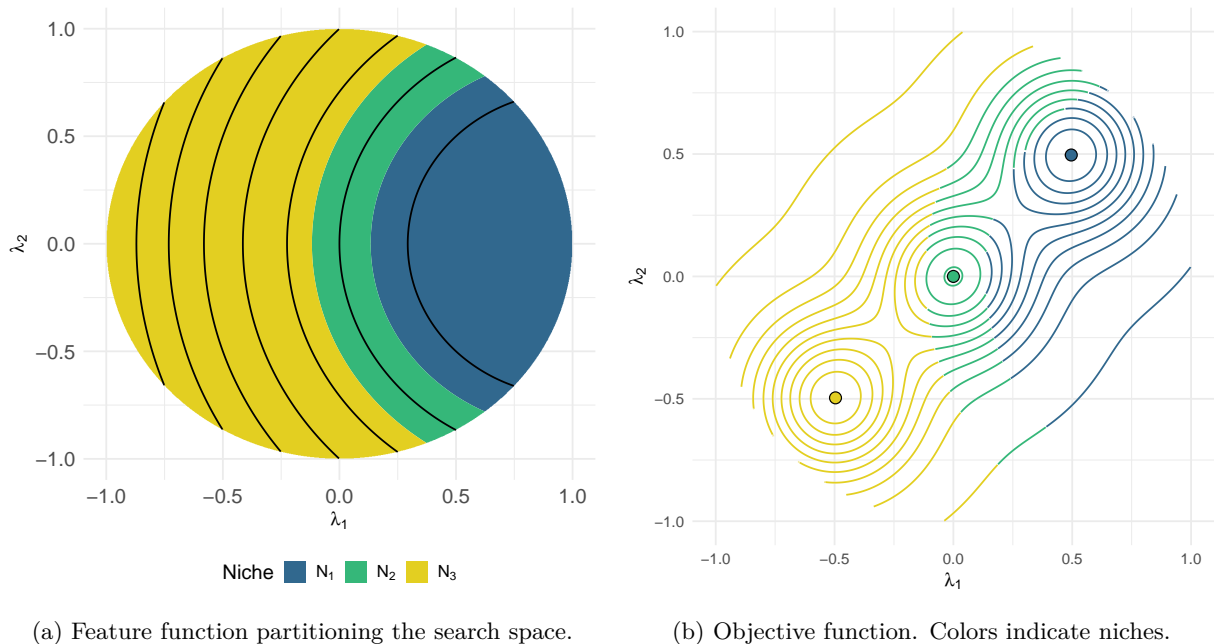 1.0
0.5
0.0
−0.5
−1.0
λ₂
−1.0 −0.5 0.0 0.5 1.0
λ₁
Niche N₁ N₂ N₃
(a) Feature function partitioning the search space.
1.0
0.5
0.0
−0.5
−1.0
λ₂
−1.0 −0.5 0.0 0.5 1.0
λ₁
(b) Objective function. Colors indicate niches.